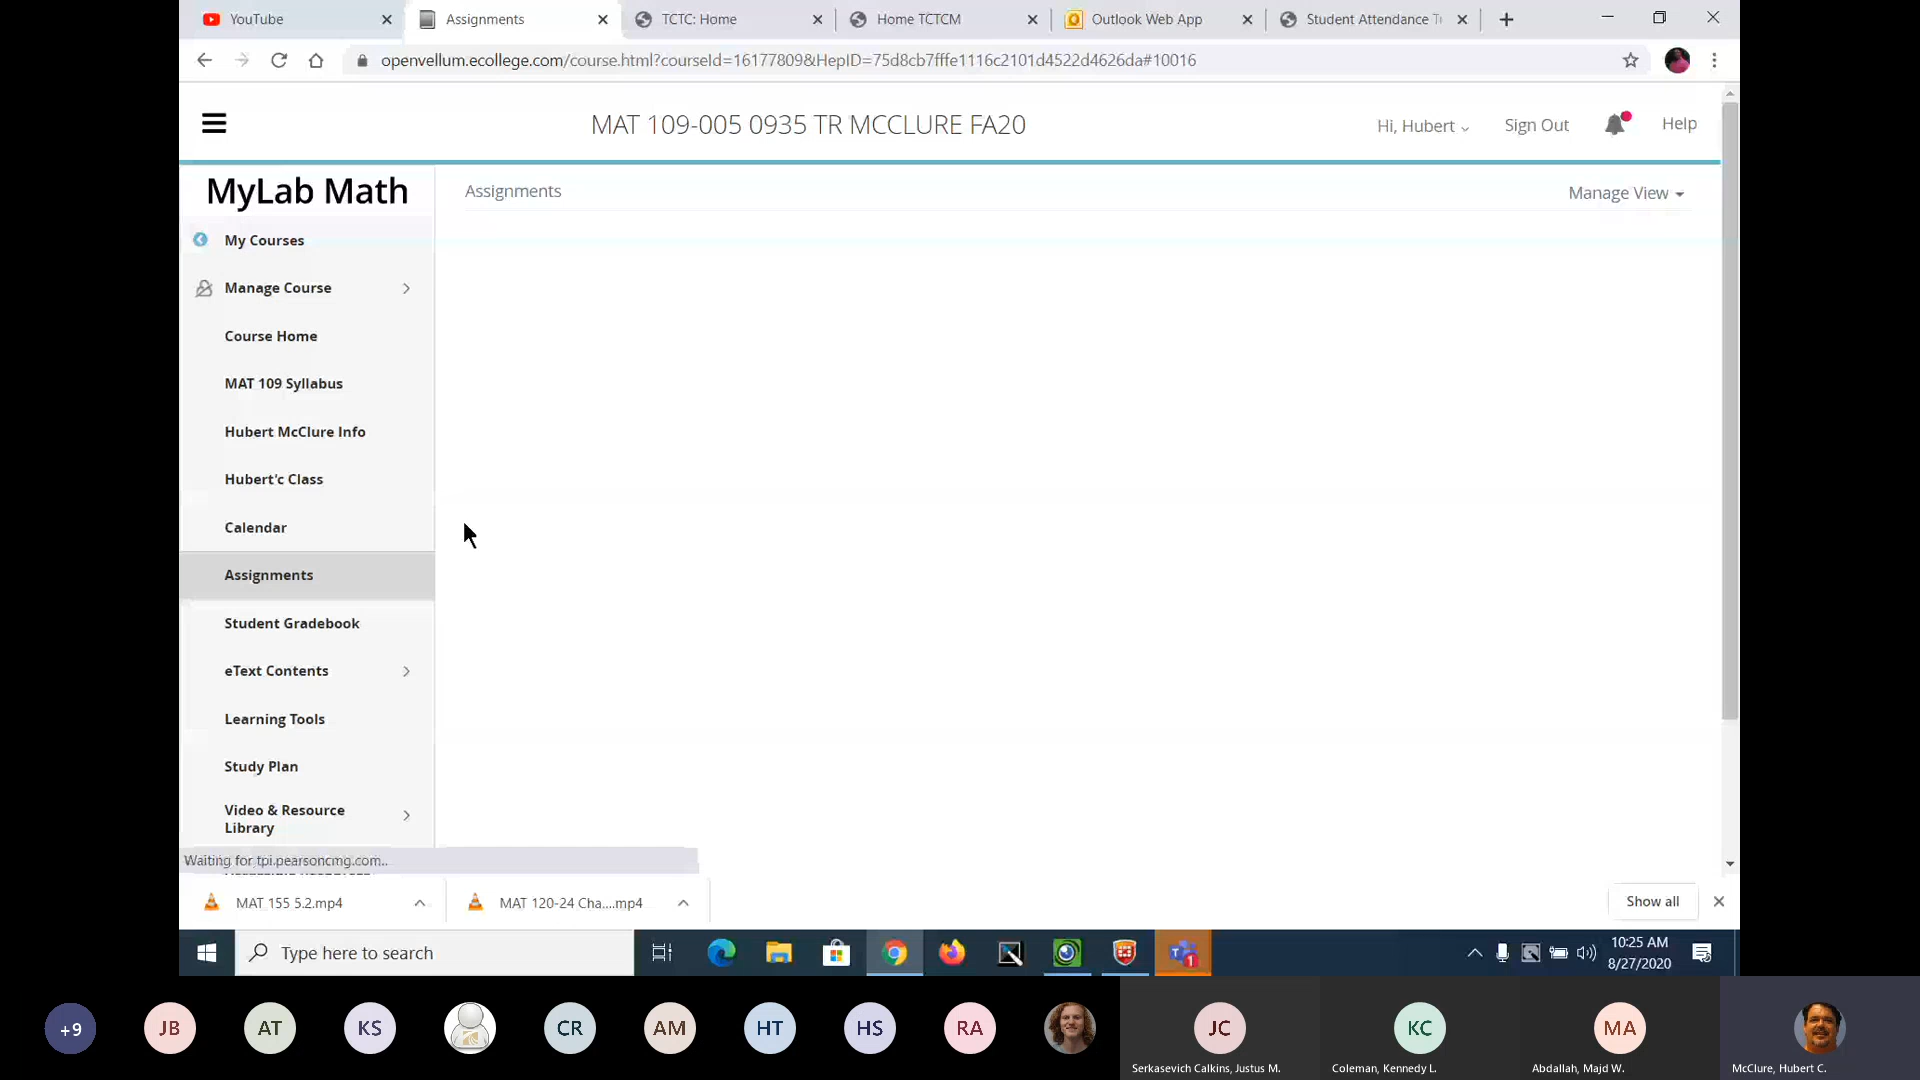 YouTube
Assignments
TCTC: Home
Home TCTCM
Outlook Web App
Student Attendance T
openvellum.ecollege.com/course.html?courseId=16177809&HepID=75d8cb7fffe1116c2101d4522d4626da#10016
MAT 109-005 0935 TR MCCLURE FA20
Hi, Hubert
Sign Out
Help
MyLab Math
Assignments
Manage View
My Courses
Manage Course
Course Home
MAT 109 Syllabus
Hubert McClure Info
Hubert'c Class
Calendar
Assignments
Student Gradebook
eText Contents
Learning Tools
Study Plan
Video & Resource
Library
Waiting for tpi.pearsoncmg.com...
MAT 155 5.2.mp4
MAT 120-24 Cha....mp4
Show all
Type here to search
1
10:25 AM
8/27/2020
+9
JB
AT
KS
CR
AM
HT
HS
RA
JC
KC
MA
Serkasevich Calkins, Justus M.
Coleman, Kennedy L.
Abdallah, Majd W.
McClure, Hubert C.